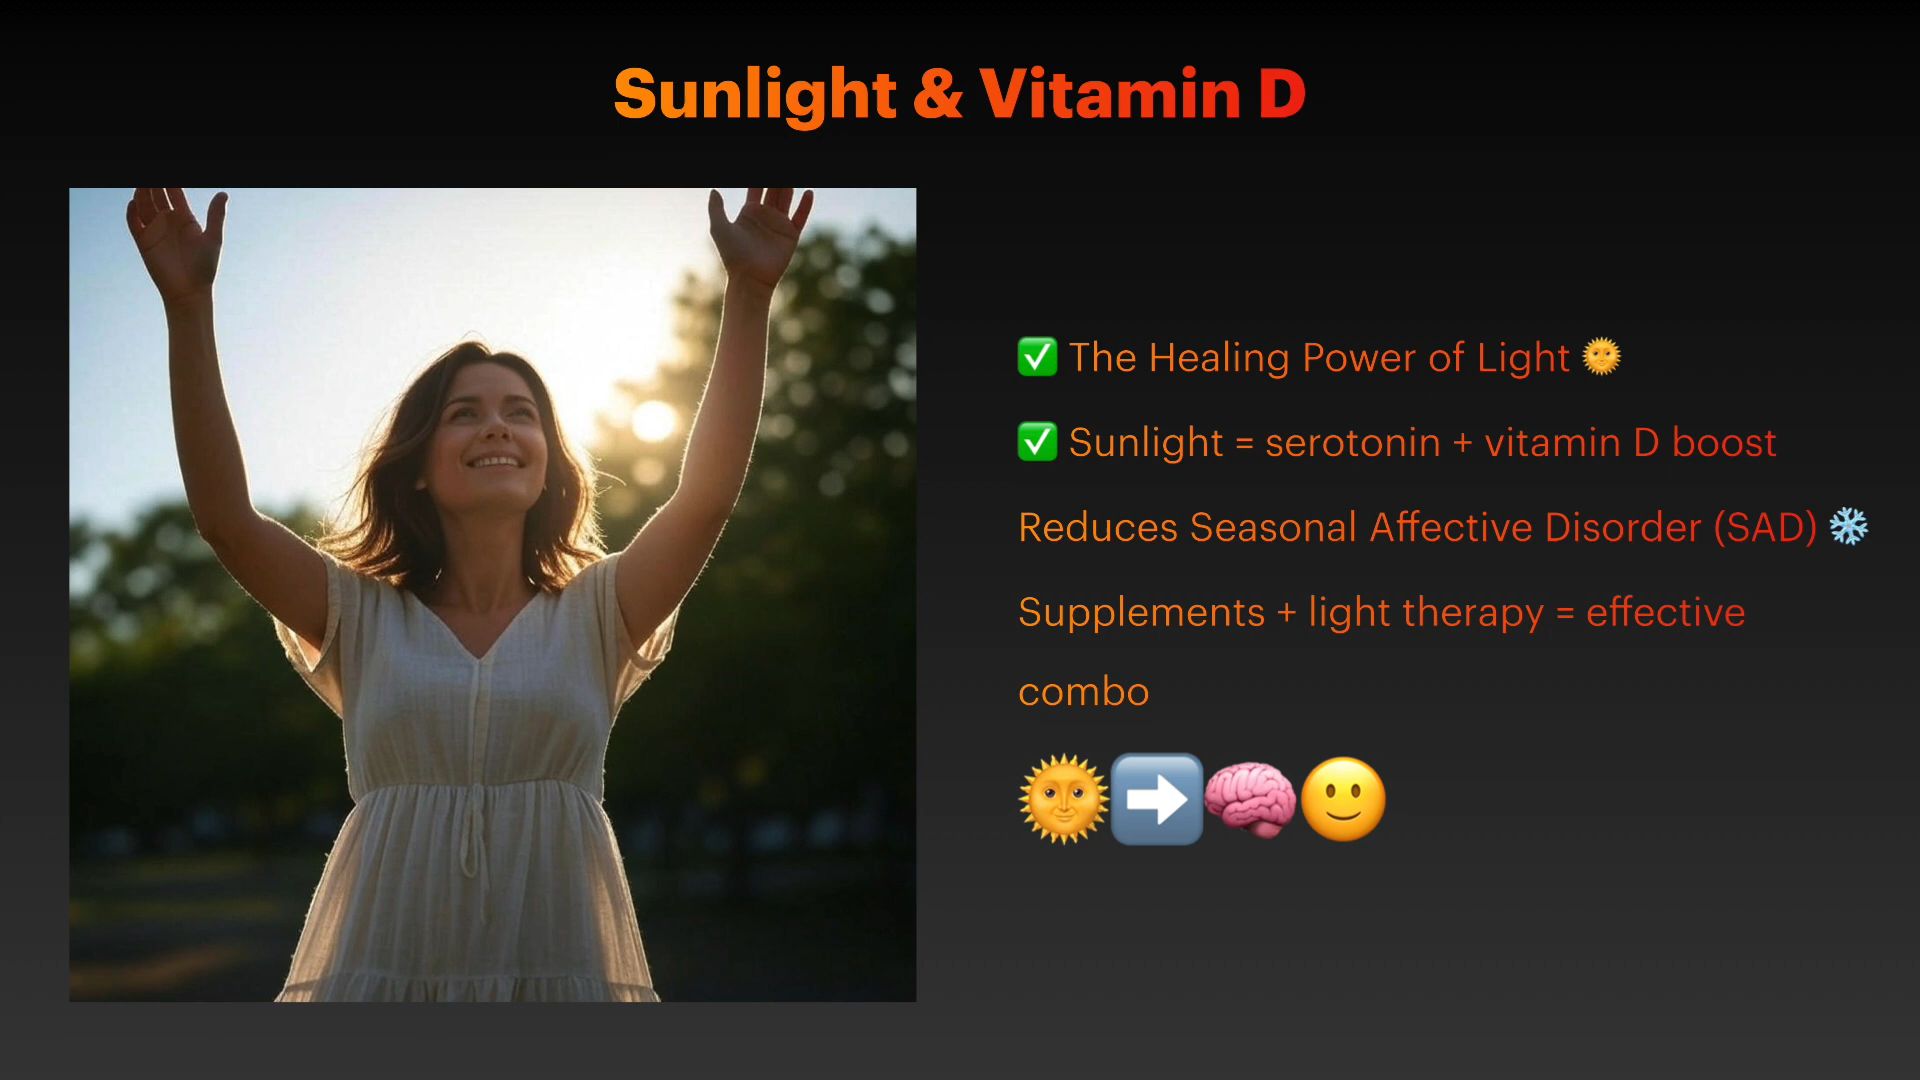 Sunlight & Vitamin D
✅ The Healing Power of Light 🌞
✅ Sunlight = serotonin + vitamin D boost
Reduces Seasonal Affective Disorder (SAD) ❄️
Supplements + light therapy = effective
combo
🌞➡️🧠🙂